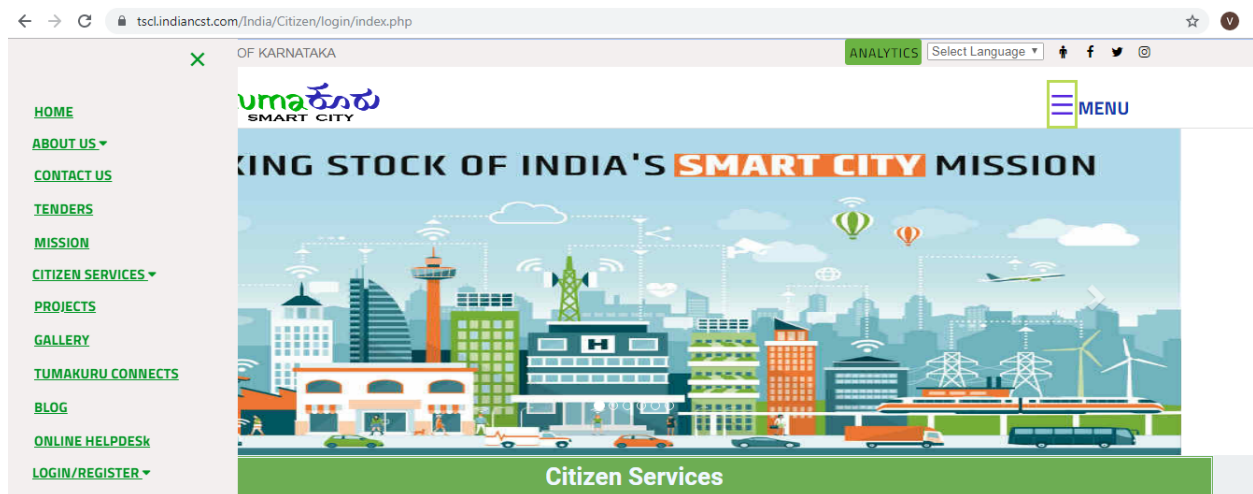 tscl.indiancst.com/India/Citizen/login/index.php
V
OF KARNATAKA
ANALYTICS
Select Language
umaಕೂರು
SMART CITY
MENU
HOME
ABOUT US
CONTACT US
TENDERS
MISSION
CITIZEN SERVICES
PROJECTS
GALLERY
TUMAKURU CONNECTS
BLOG
ONLINE HELPDESk
LOGIN/REGISTER
KING STOCK OF INDIA'S SMART CITY MISSION
H
Citizen Services